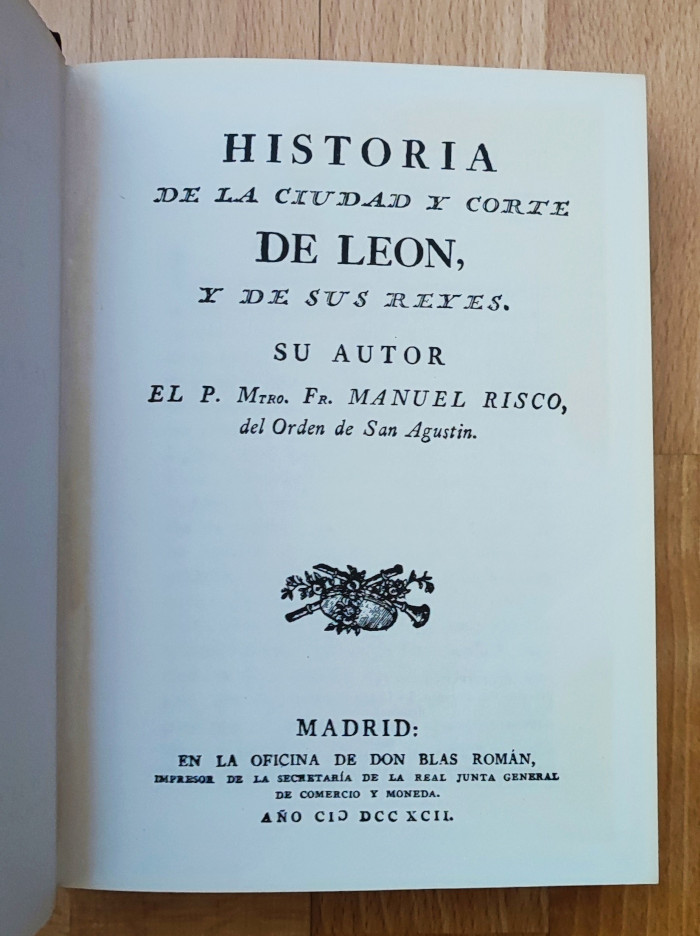 HISTORIA
DE LA CIUDAD Y CORTE
DE LEON,
Y DE SUS REYES.
SU AUTOR
EL P. MTRO. FR. MANUEL RISCO,
del Orden de San Agustin.
MADRID:
EN LA OFICINA DE DON BLAS ROMÁN,
IMPRESOR DE LA SECRETARÍA DE LA REAL JUNTA GENERAL
DE COMERCIO Y MONEDA.
AÑO CIↃ DCC XCII.